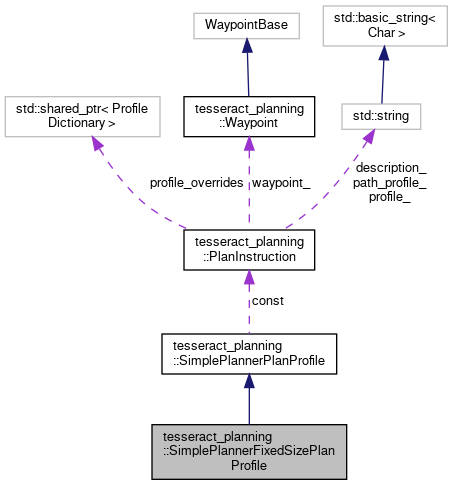 WaypointBase
std::basic_string<
Char >
std::shared_ptr< Profile
Dictionary >
tesseract_planning
::Waypoint
std::string
profile_overrides
waypoint_
description_
path_profile_
profile_
tesseract_planning
::PlanInstruction
const
tesseract_planning
::SimplePlannerPlanProfile
tesseract_planning
::SimplePlannerFixedSizePlan
Profile